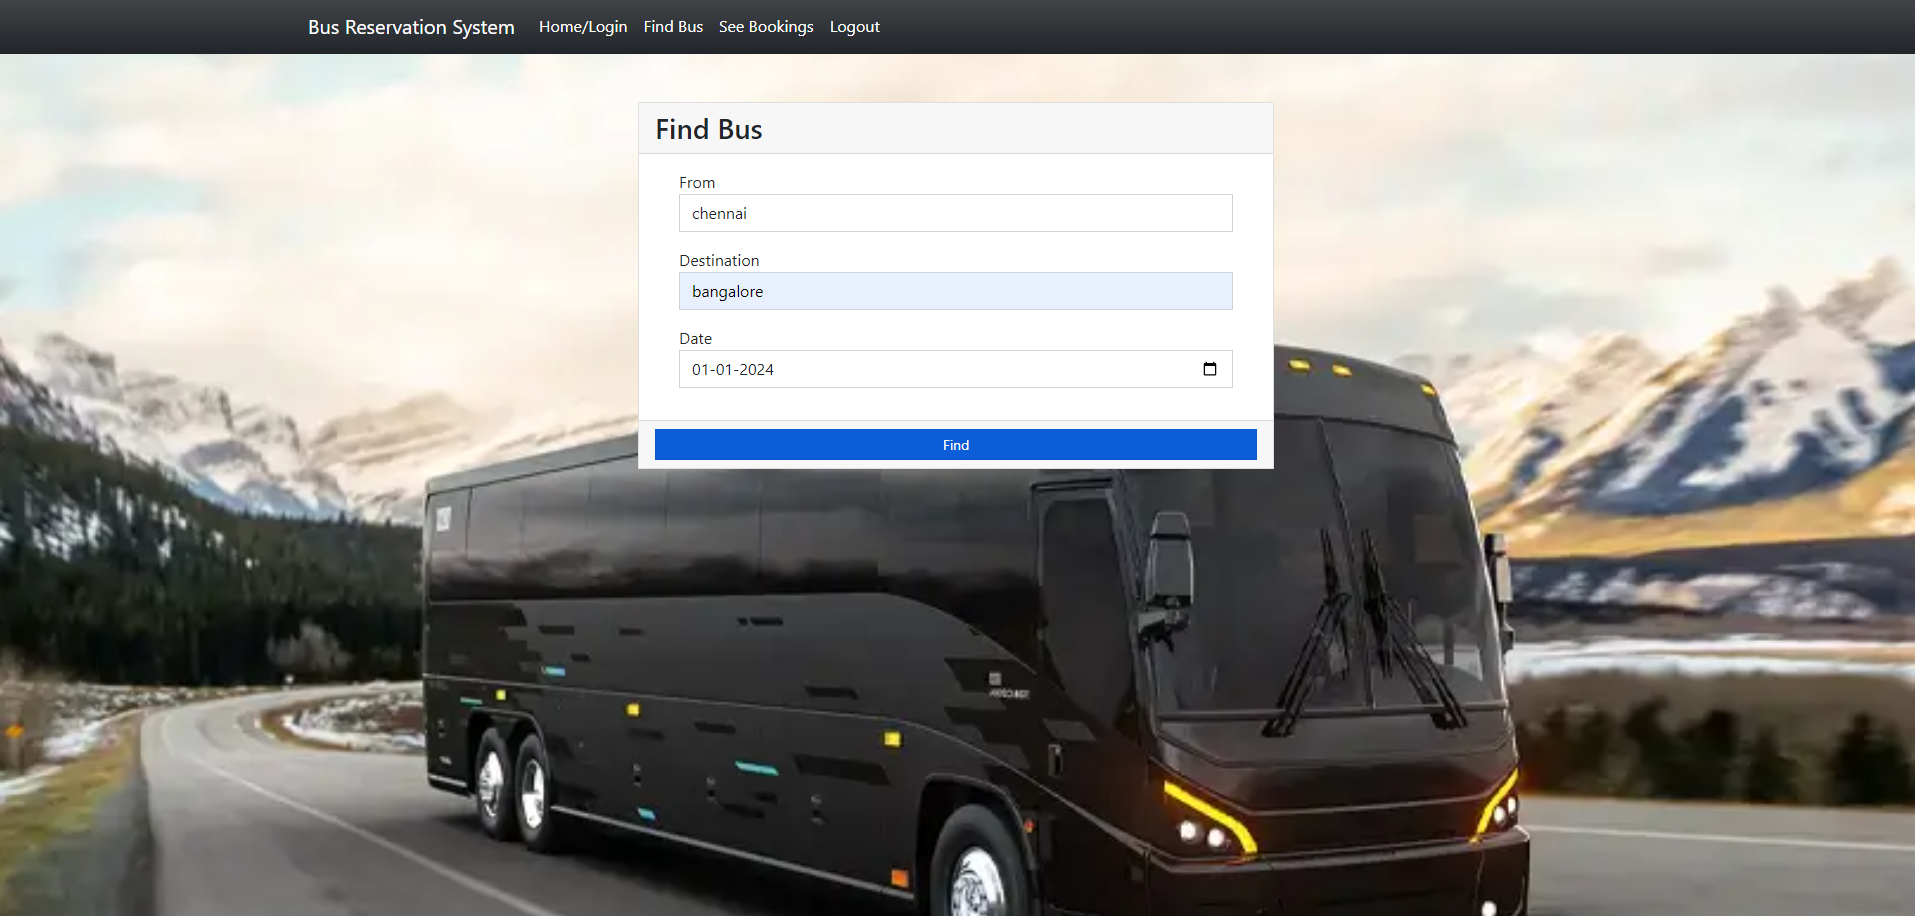 Bus Reservation System Home/Login Find Bus See Bookings Logout
Find Bus
From
chennai
Destination
bangalore
Date
01-01-2024
Find